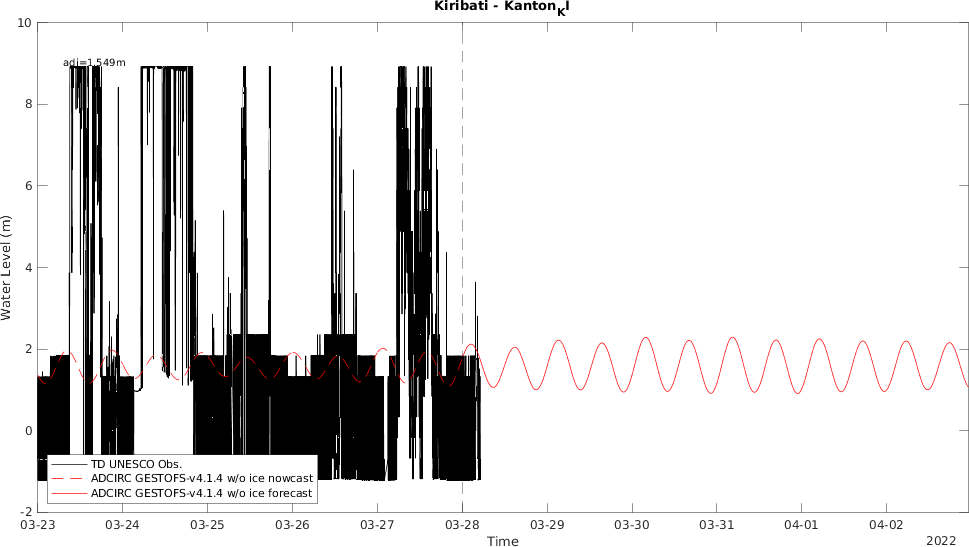 Kiribati - Kanton_KI
10
8
6
4
2
0
-2
Water Level (m)
adj=1.549m
TD UNESCO Obs.
ADCIRC GESTOFS-v4.1.4 w/o ice nowcast
ADCIRC GESTOFS-v4.1.4 w/o ice forecast
03-23 03-24 03-25 03-26 03-27 03-28 03-29 03-30 03-31 04-01 04-02
Time
2022